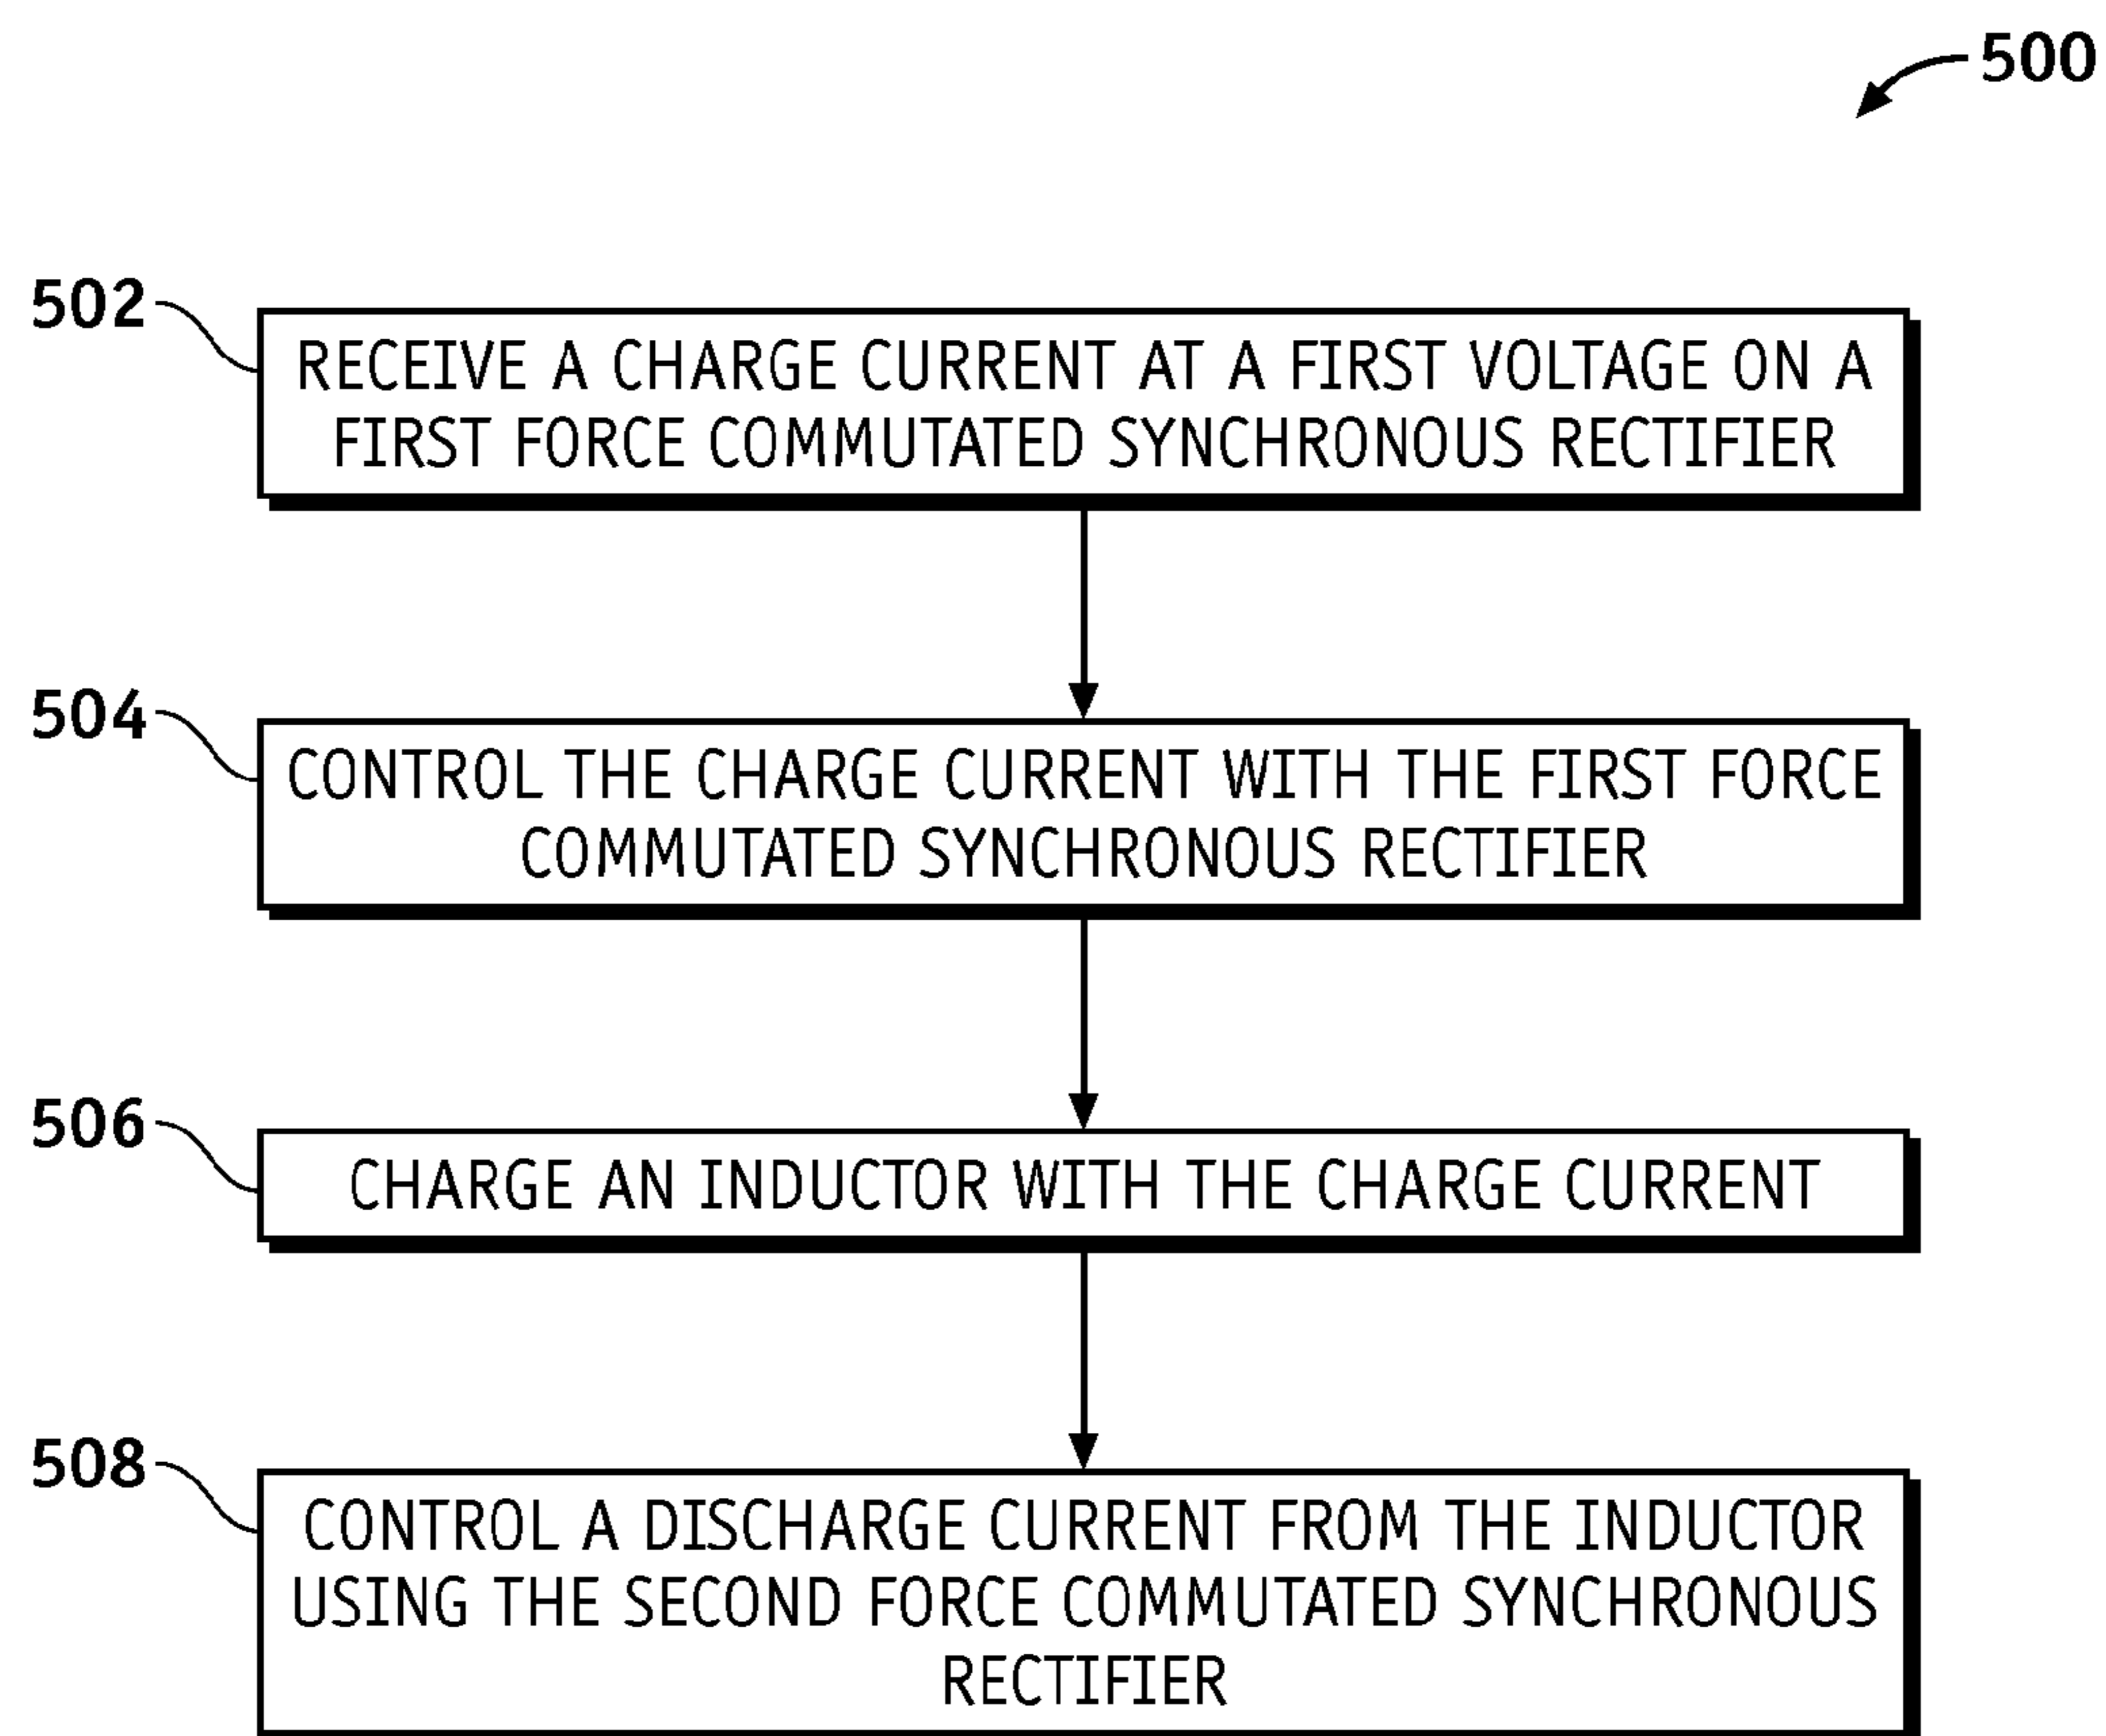 500
502
RECEIVE A CHARGE CURRENT AT A FIRST VOLTAGE ON A
FIRST FORCE COMMUTATED SYNCHRONOUS RECTIFIER
504
CONTROL THE CHARGE CURRENT WITH THE FIRST FORCE
COMMUTATED SYNCHRONOUS RECTIFIER
506
CHARGE AN INDUCTOR WITH THE CHARGE CURRENT
508
CONTROL A DISCHARGE CURRENT FROM THE INDUCTOR
USING THE SECOND FORCE COMMUTATED SYNCHRONOUS
RECTIFIER